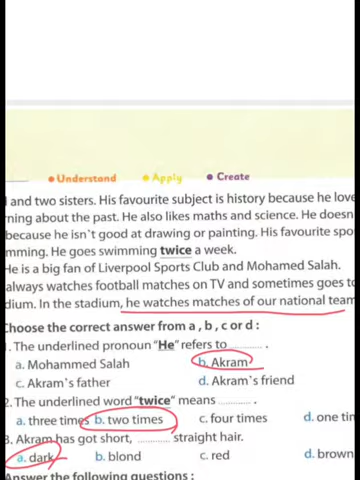 Understand Apply Create
l and two sisters. His favourite subject is history because he love
rning about the past. He also likes maths and science. He doesn
because he isn't good at drawing or painting. His favourite spo
mming. He goes swimming twice a week.
He is a big fan of Liverpool Sports Club and Mohamed Salah.
always watches football matches on TV and sometimes goes t
dium. In the stadium, he watches matches of our national team
Choose the correct answer from a , b , c or d :
1. The underlined pronoun "He" refers to ............ .
a. Mohammed Salah b. Akram
c. Akram's father d. Akram's friend
2. The underlined word "twice" means ............ .
a. three times b. two times c. four times d. one tin
3. Akram has got short, ............ straight hair.
a. dark b. blond c. red d. brown
Answer the following questions :